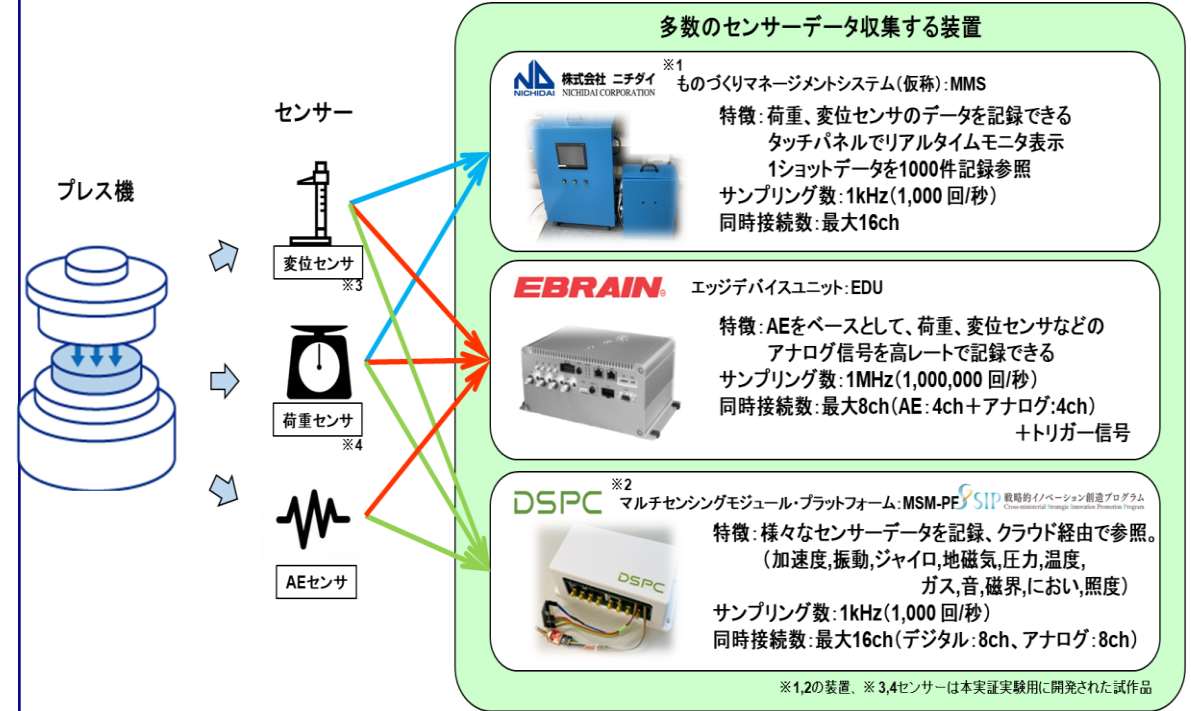 多数のセンサーデータ収集する装置
プレス機
センサー
変位センサ
※3
荷重センサ
※4
AEセンサ
NICHIDAI
株式会社 ニチダイ
NICHIDAI CORPORATION
※1
ものづくりマネージメントシステム(仮称):MMS
特徴:荷重、変位センサのデータを記録できる
タッチパネルでリアルタイムモニタ表示
1ショットデータを1000件記録参照
サンプリング数:1kHz(1,000 回/秒)
同時接続数:最大16ch
EBRAIN®
エッジデバイスユニット:EDU
特徴:AEをベースとして、荷重、変位センサなどの
アナログ信号を高レートで記録できる
サンプリング数:1MHz(1,000,000 回/秒)
同時接続数:最大8ch(AE:4ch+アナログ:4ch)
+トリガー信号
DSPC
※2
マルチセンシングモジュール・プラットフォーム:MSM-PF
SIP 戦略的イノベーション創造プログラム
Cross-ministerial Strategic Innovation Promotion Program
特徴:様々なセンサーデータを記録、クラウド経由で参照。
(加速度,振動,ジャイロ,地磁気,圧力,温度,
ガス,音,磁界,におい,照度)
サンプリング数:1kHz(1,000 回/秒)
同時接続数:最大16ch(デジタル:8ch、アナログ:8ch)
DSPC
※1,2の装置、※3,4センサーは本実証実験用に開発された試作品